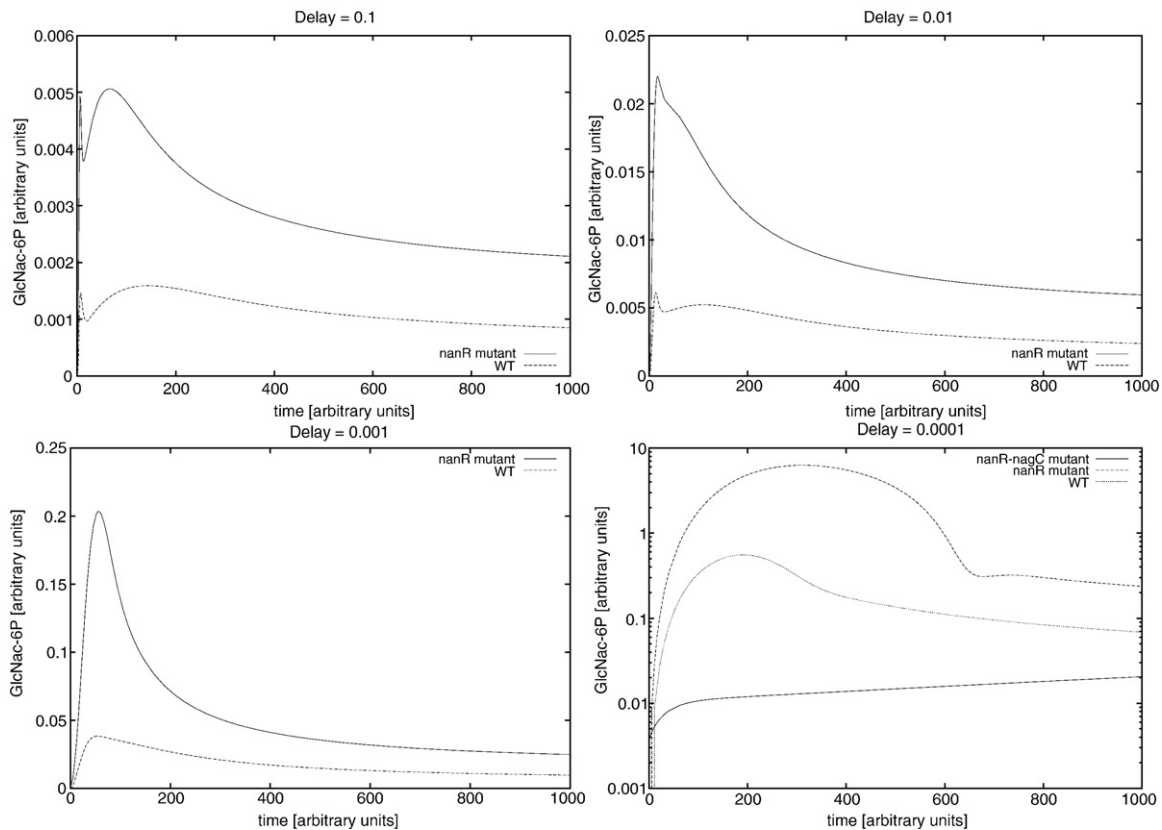 Delay = 0.1
0.006
0.005
0.004
0.003
0.002
0.001
0
GlcNac-6P [arbitrary units]
nanR mutant
WT
0 200 400 600 800 1000
time [arbitrary units]
Delay = 0.01
0.025
0.02
0.015
0.01
0.005
0
GlcNac-6P [arbitrary units]
nanR mutant
WT
0 200 400 600 800 1000
time [arbitrary units]
Delay = 0.001
0.25
0.2
0.15
0.1
0.05
0
GlcNac-6P [arbitrary units]
nanR mutant
WT
0 200 400 600 800 1000
time [arbitrary units]
Delay = 0.0001
10
1
0.1
0.01
0.001
GlcNac-6P [arbitrary units]
nanR-nagC mutant
nanR mutant
WT
0 200 400 600 800 1000
time [arbitrary units]